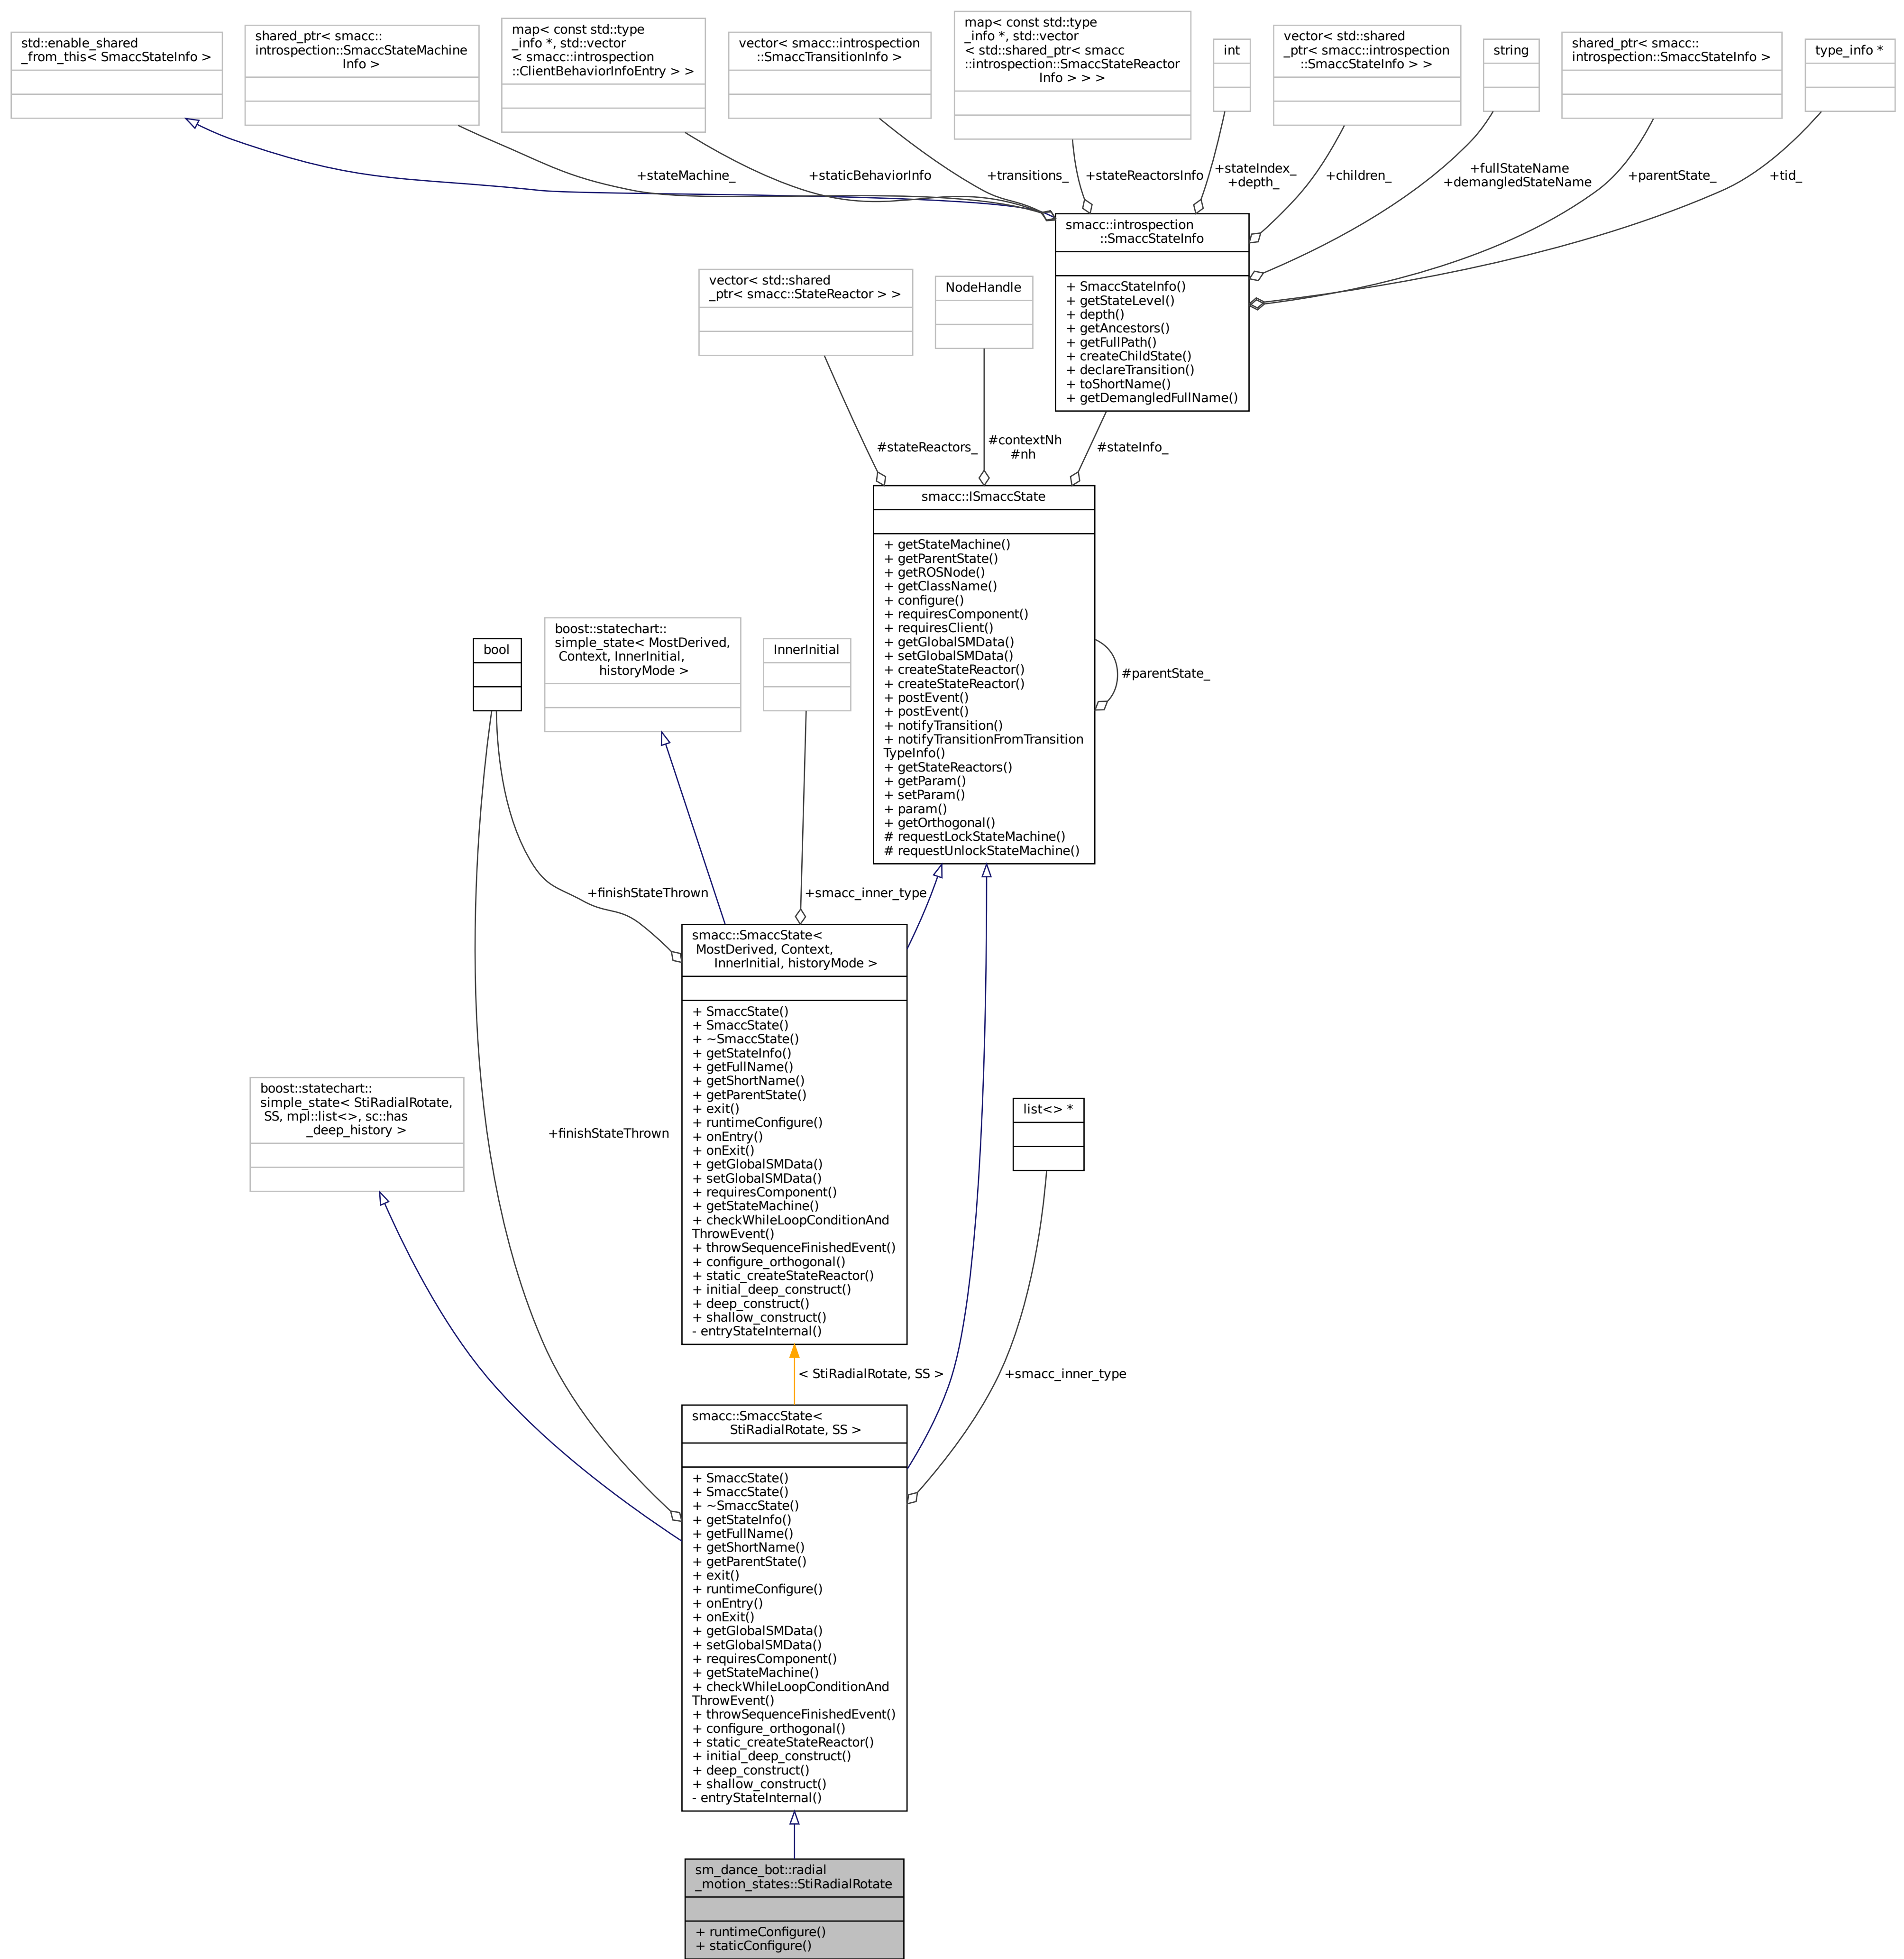 std::enable_shared
_from_this< SmaccStateInfo >
shared_ptr< smacc::
introspection::SmaccStateMachine
Info >
map< const std::type
_info *, std::vector
< smacc::introspection
::ClientBehaviorInfoEntry > >
vector< smacc::introspection
::SmaccTransitionInfo >
map< const std::type
_info *, std::vector
< std::shared_ptr< smacc
::introspection::SmaccStateReactor
Info > > >
int
vector< std::shared
_ptr< smacc::introspection
::SmaccStateInfo > >
string
shared_ptr< smacc::
introspection::SmaccStateInfo >
type_info *
+stateMachine_
+staticBehaviorInfo
+transitions_
+stateReactorsInfo
+stateIndex_
+depth_
+children_
+fullStateName
+demangledStateName
+parentState_
+tid_
smacc::introspection
::SmaccStateInfo
+ SmaccStateInfo()
+ getStateLevel()
+ depth()
+ getAncestors()
+ getFullPath()
+ createChildState()
+ declareTransition()
+ toShortName()
+ getDemangledFullName()
vector< std::shared
_ptr< smacc::StateReactor > >
NodeHandle
#stateReactors_
#contextNh
#nh
#stateInfo_
smacc::ISmaccState
+ getStateMachine()
+ getParentState()
+ getROSNode()
+ getClassName()
+ configure()
+ requiresComponent()
+ requiresClient()
+ getGlobalSMData()
+ setGlobalSMData()
+ createStateReactor()
+ createStateReactor()
+ postEvent()
+ postEvent()
+ notifyTransition()
+ notifyTransitionFromTransition
TypeInfo()
+ getStateReactors()
+ getParam()
+ setParam()
+ param()
+ getOrthogonal()
# requestLockStateMachine()
# requestUnlockStateMachine()
#parentState_
bool
boost::statechart::
simple_state< MostDerived,
Context, InnerInitial,
historyMode >
InnerInitial
+finishStateThrown
+smacc_inner_type
smacc::SmaccState<
MostDerived, Context,
InnerInitial, historyMode >
+ SmaccState()
+ SmaccState()
+ ~SmaccState()
+ getStateInfo()
+ getFullName()
+ getShortName()
+ getParentState()
+ exit()
+ runtimeConfigure()
+ onEntry()
+ onExit()
+ getGlobalSMData()
+ setGlobalSMData()
+ requiresComponent()
+ getStateMachine()
+ checkWhileLoopConditionAnd
ThrowEvent()
+ throwSequenceFinishedEvent()
+ configure_orthogonal()
+ static_createStateReactor()
+ initial_deep_construct()
+ deep_construct()
+ shallow_construct()
- entryStateInternal()
boost::statechart::
simple_state< StiRadialRotate,
SS, mpl::list<>, sc::has
_deep_history >
+finishStateThrown
list<> *
< StiRadialRotate, SS >
+smacc_inner_type
smacc::SmaccState<
StiRadialRotate, SS >
+ SmaccState()
+ SmaccState()
+ ~SmaccState()
+ getStateInfo()
+ getFullName()
+ getShortName()
+ getParentState()
+ exit()
+ runtimeConfigure()
+ onEntry()
+ onExit()
+ getGlobalSMData()
+ setGlobalSMData()
+ requiresComponent()
+ getStateMachine()
+ checkWhileLoopConditionAnd
ThrowEvent()
+ throwSequenceFinishedEvent()
+ configure_orthogonal()
+ static_createStateReactor()
+ initial_deep_construct()
+ deep_construct()
+ shallow_construct()
- entryStateInternal()
sm_dance_bot::radial
_motion_states::StiRadialRotate
+ runtimeConfigure()
+ staticConfigure()